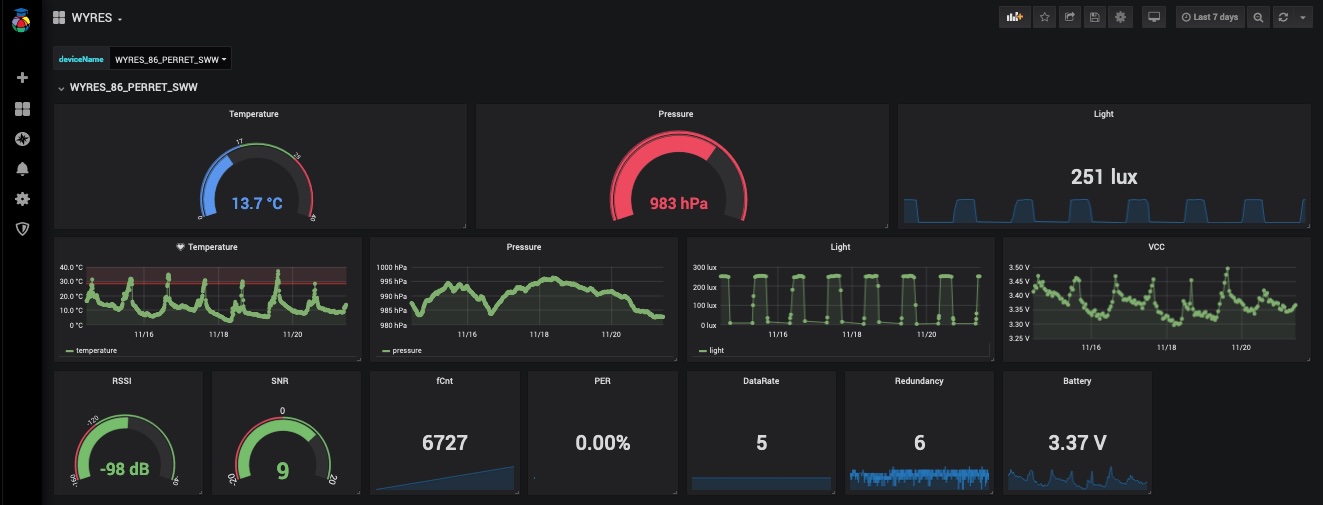 WYRES
Last 7 days
deviceName WYRES_86_PERRET_SWW
WYRES_86_PERRET_SWW
Temperature
17
28
0
40
13.7 °C
Pressure
983 hPa
Light
251 lux
Temperature
40.0 °C
30.0 °C
20.0 °C
10.0 °C
0 °C
11/16 11/18 11/20
temperature
Pressure
1000 hPa
995 hPa
990 hPa
985 hPa
980 hPa
11/16 11/18 11/20
pressure
Light
300 lux
200 lux
100 lux
0 lux
11/16 11/18 11/20
light
VCC
3.50 V
3.45 V
3.40 V
3.35 V
3.30 V
3.25 V
11/16 11/18 11/20
RSSI
-120
-98 dB
SNR
0
-20
20
9
fCnt
6727
PER
0.00%
DataRate
5
Redundancy
6
Battery
3.37 V